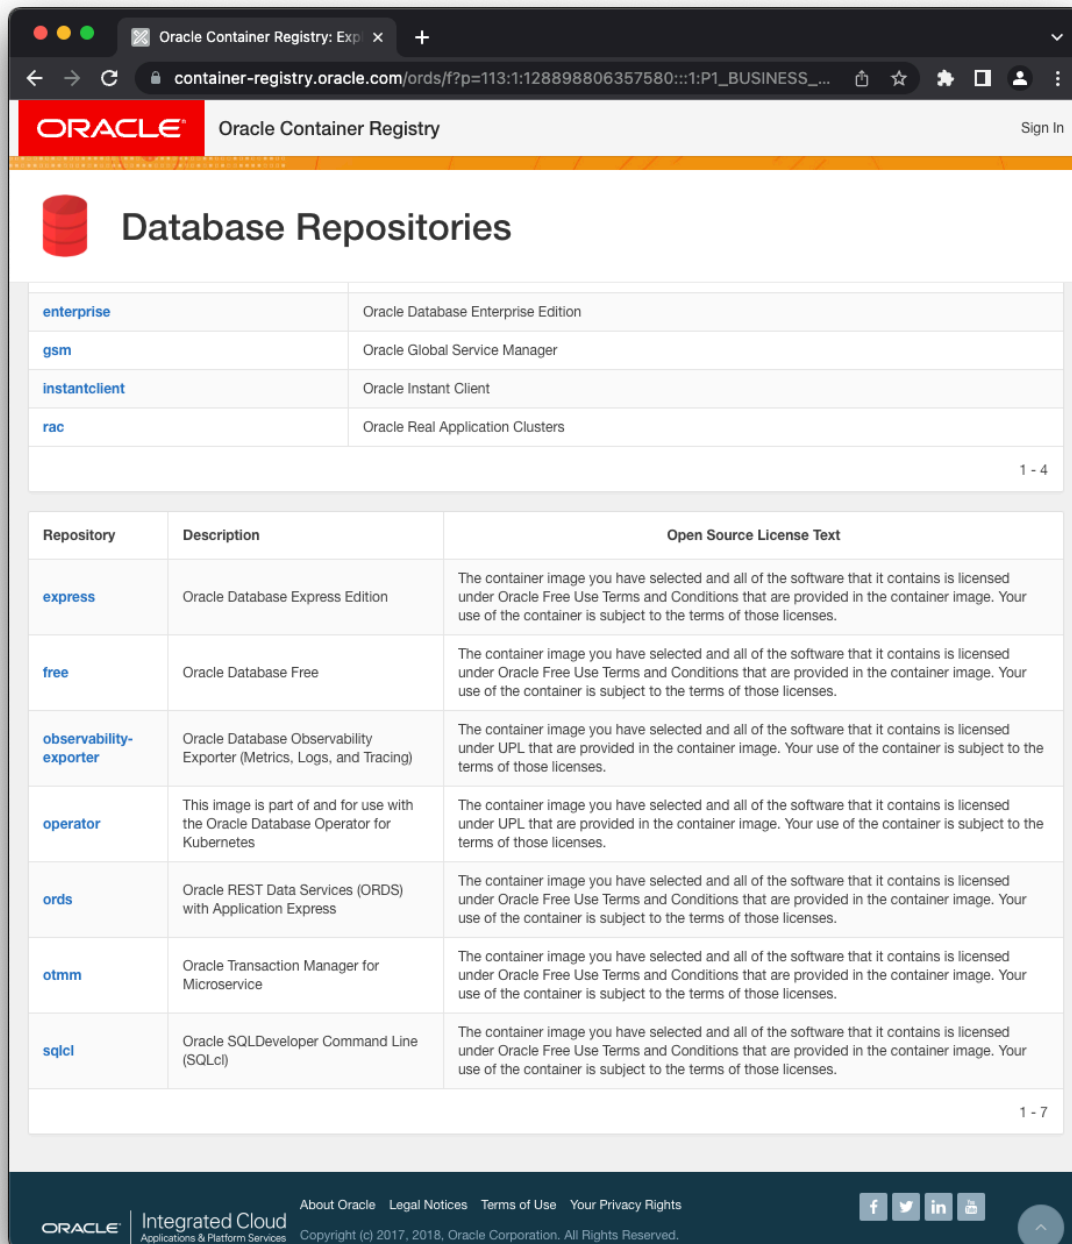 Oracle Container Registry: Exp
container-registry.oracle.com/ords/f?p=113:1:128898806357580:::1:P1_BUSINESS_...
ORACLE
Oracle Container Registry
Sign In
Database Repositories
enterprise Oracle Database Enterprise Edition
gsm Oracle Global Service Manager
instantclient Oracle Instant Client
rac Oracle Real Application Clusters
1 - 4
Repository Description Open Source License Text
express
Oracle Database Express Edition
The container image you have selected and all of the software that it contains is licensed
under Oracle Free Use Terms and Conditions that are provided in the container image. Your
use of the container is subject to the terms of those licenses.
free
Oracle Database Free
The container image you have selected and all of the software that it contains is licensed
under Oracle Free Use Terms and Conditions that are provided in the container image. Your
use of the container is subject to the terms of those licenses.
observability-
exporter
Oracle Database Observability
Exporter (Metrics, Logs, and Tracing)
The container image you have selected and all of the software that it contains is licensed
under UPL that are provided in the container image. Your use of the container is subject to the
terms of those licenses.
operator
This image is part of and for use with
the Oracle Database Operator for
Kubernetes
The container image you have selected and all of the software that it contains is licensed
under UPL that are provided in the container image. Your use of the container is subject to the
terms of those licenses.
ords
Oracle REST Data Services (ORDS)
with Application Express
The container image you have selected and all of the software that it contains is licensed
under Oracle Free Use Terms and Conditions that are provided in the container image. Your
use of the container is subject to the terms of those licenses.
otmm
Oracle Transaction Manager for
Microservice
The container image you have selected and all of the software that it contains is licensed
under Oracle Free Use Terms and Conditions that are provided in the container image. Your
use of the container is subject to the terms of those licenses.
sqlcl
Oracle SQLDeveloper Command Line
(SQLcl)
The container image you have selected and all of the software that it contains is licensed
under Oracle Free Use Terms and Conditions that are provided in the container image. Your
use of the container is subject to the terms of those licenses.
1 - 7
ORACLE
Integrated Cloud
Applications & Platform Services
About Oracle Legal Notices Terms of Use Your Privacy Rights
Copyright (c) 2017, 2018, Oracle Corporation. All Rights Reserved.